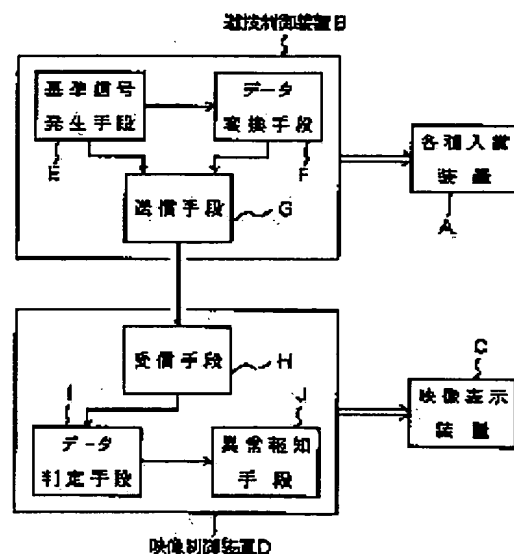 遊技制御装置B
基準信号
発生手段
E
データ
変換手段
F
送信手段
G
各種入賞
装置
A
受信手段
H
I
データ
判定手段
J
異常報知
手段
C
映像表示
装置
映像制御装置D